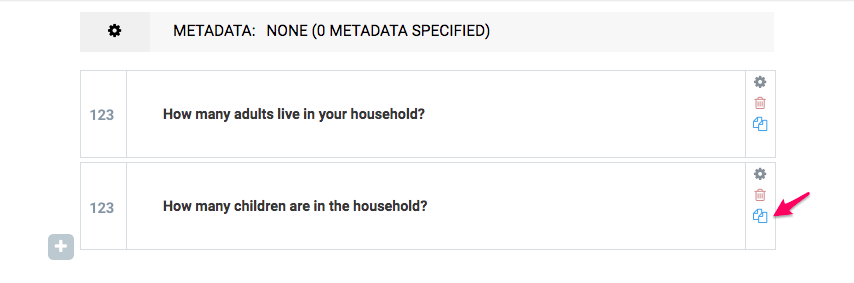 METADATA: NONE (0 METADATA SPECIFIED)
123 How many adults live in your household?
123 How many children are in the household?